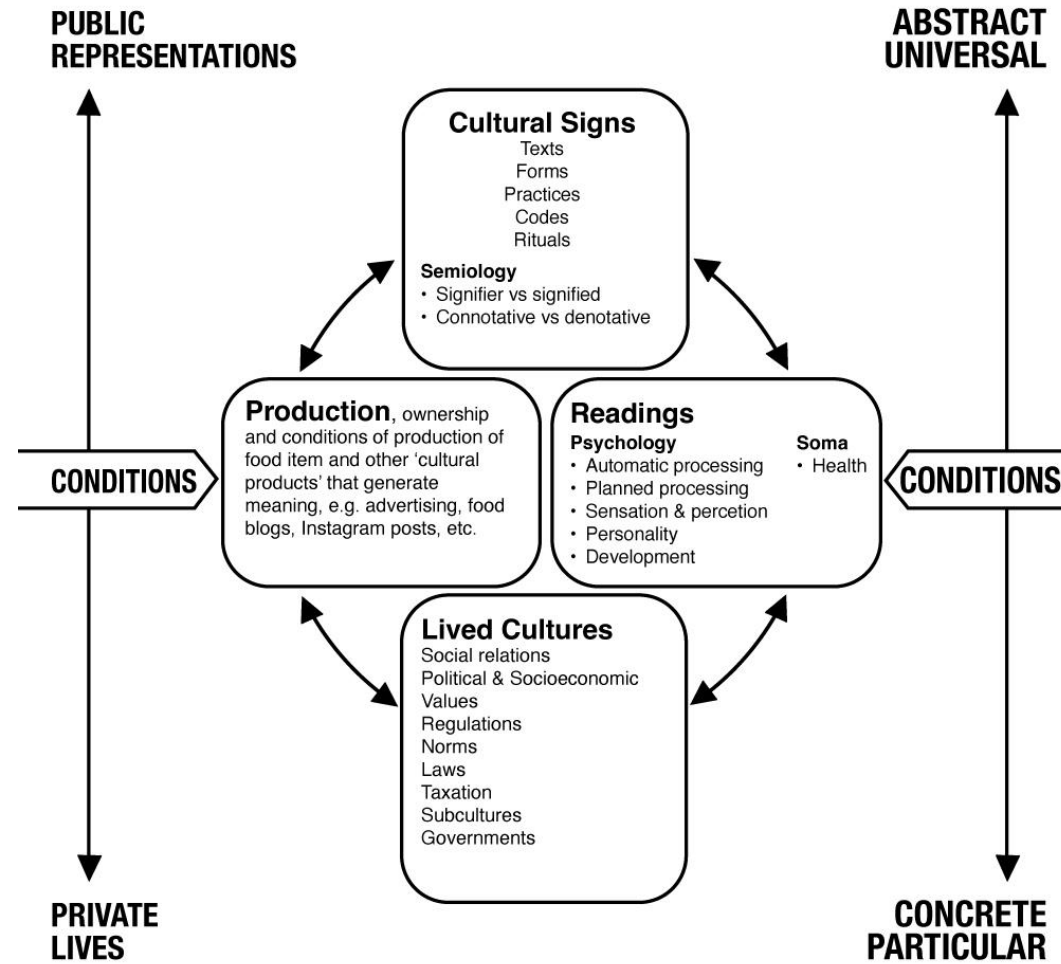 PUBLIC
REPRESENTATIONS
ABSTRACT
UNIVERSAL
Cultural Signs
Texts
Forms
Practices
Codes
Rituals
Semiology
• Signifier vs signified
• Connotative vs denotative
Production, ownership
and conditions of production of
food item and other ‘cultural
products’ that generate
meaning, e.g. advertising, food
blogs, Instagram posts, etc.
Readings
Psychology
• Automatic processing
• Planned processing
• Sensation & percetion
• Personality
• Development
Soma
• Health
CONDITIONS
CONDITIONS
Lived Cultures
Social relations
Political & Socioeconomic
Values
Regulations
Norms
Laws
Taxation
Subcultures
Governments
PRIVATE
LIVES
CONCRETE
PARTICULAR